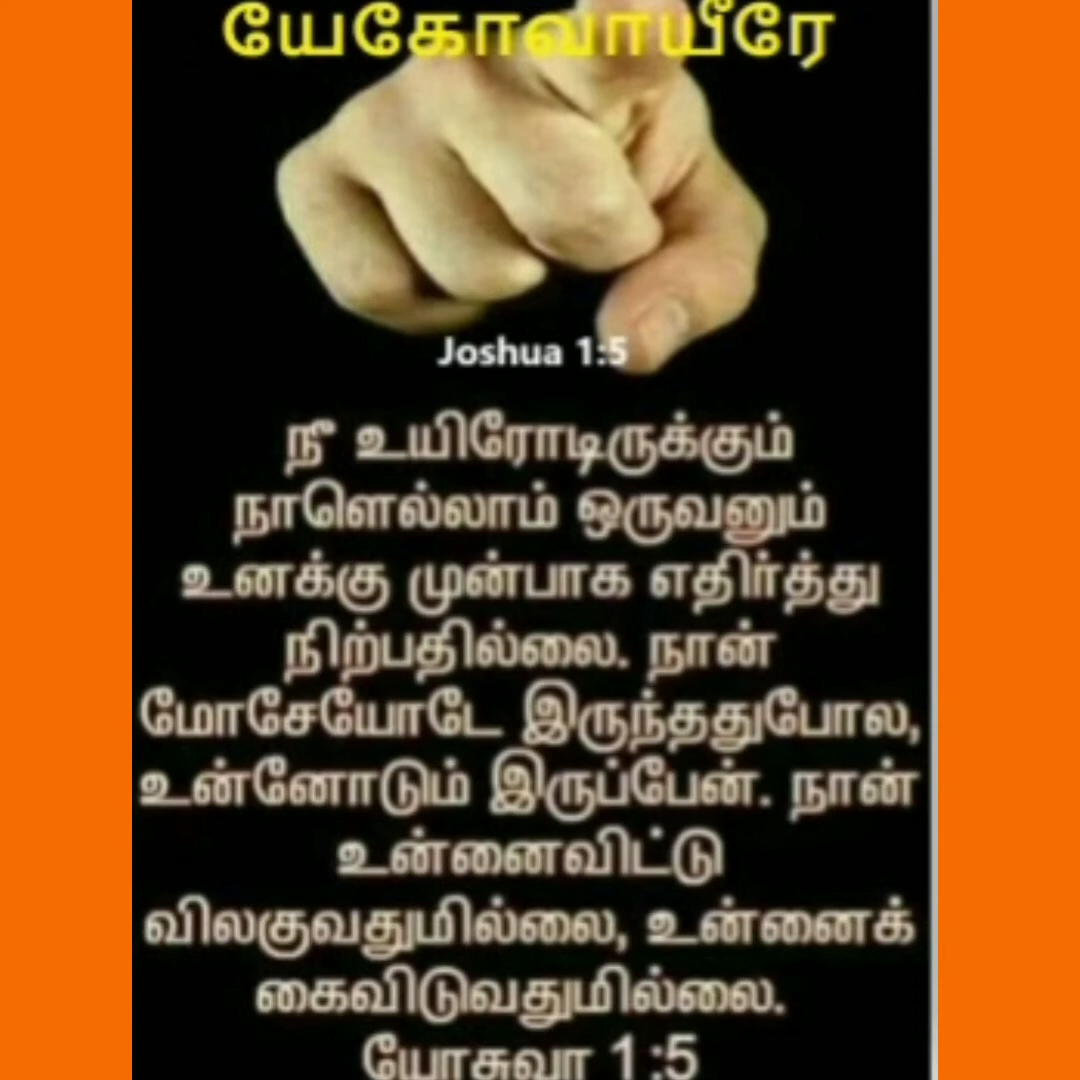 யேகோவாயீரே
Joshua 1:5
நீ உயிரோடிருக்கும்
நாளெல்லாம் ஒருவனும்
உனக்கு முன்பாக எதிர்த்து
நிற்பதில்லை. நான்
மோசேயோடே இருந்ததுபோல,
உன்னோடும் இருப்பேன். நான்
உன்னைவிட்டு
விலகுவதுமில்லை, உன்னைக்
கைவிடுவதுமில்லை.
யோசுவா 1:5